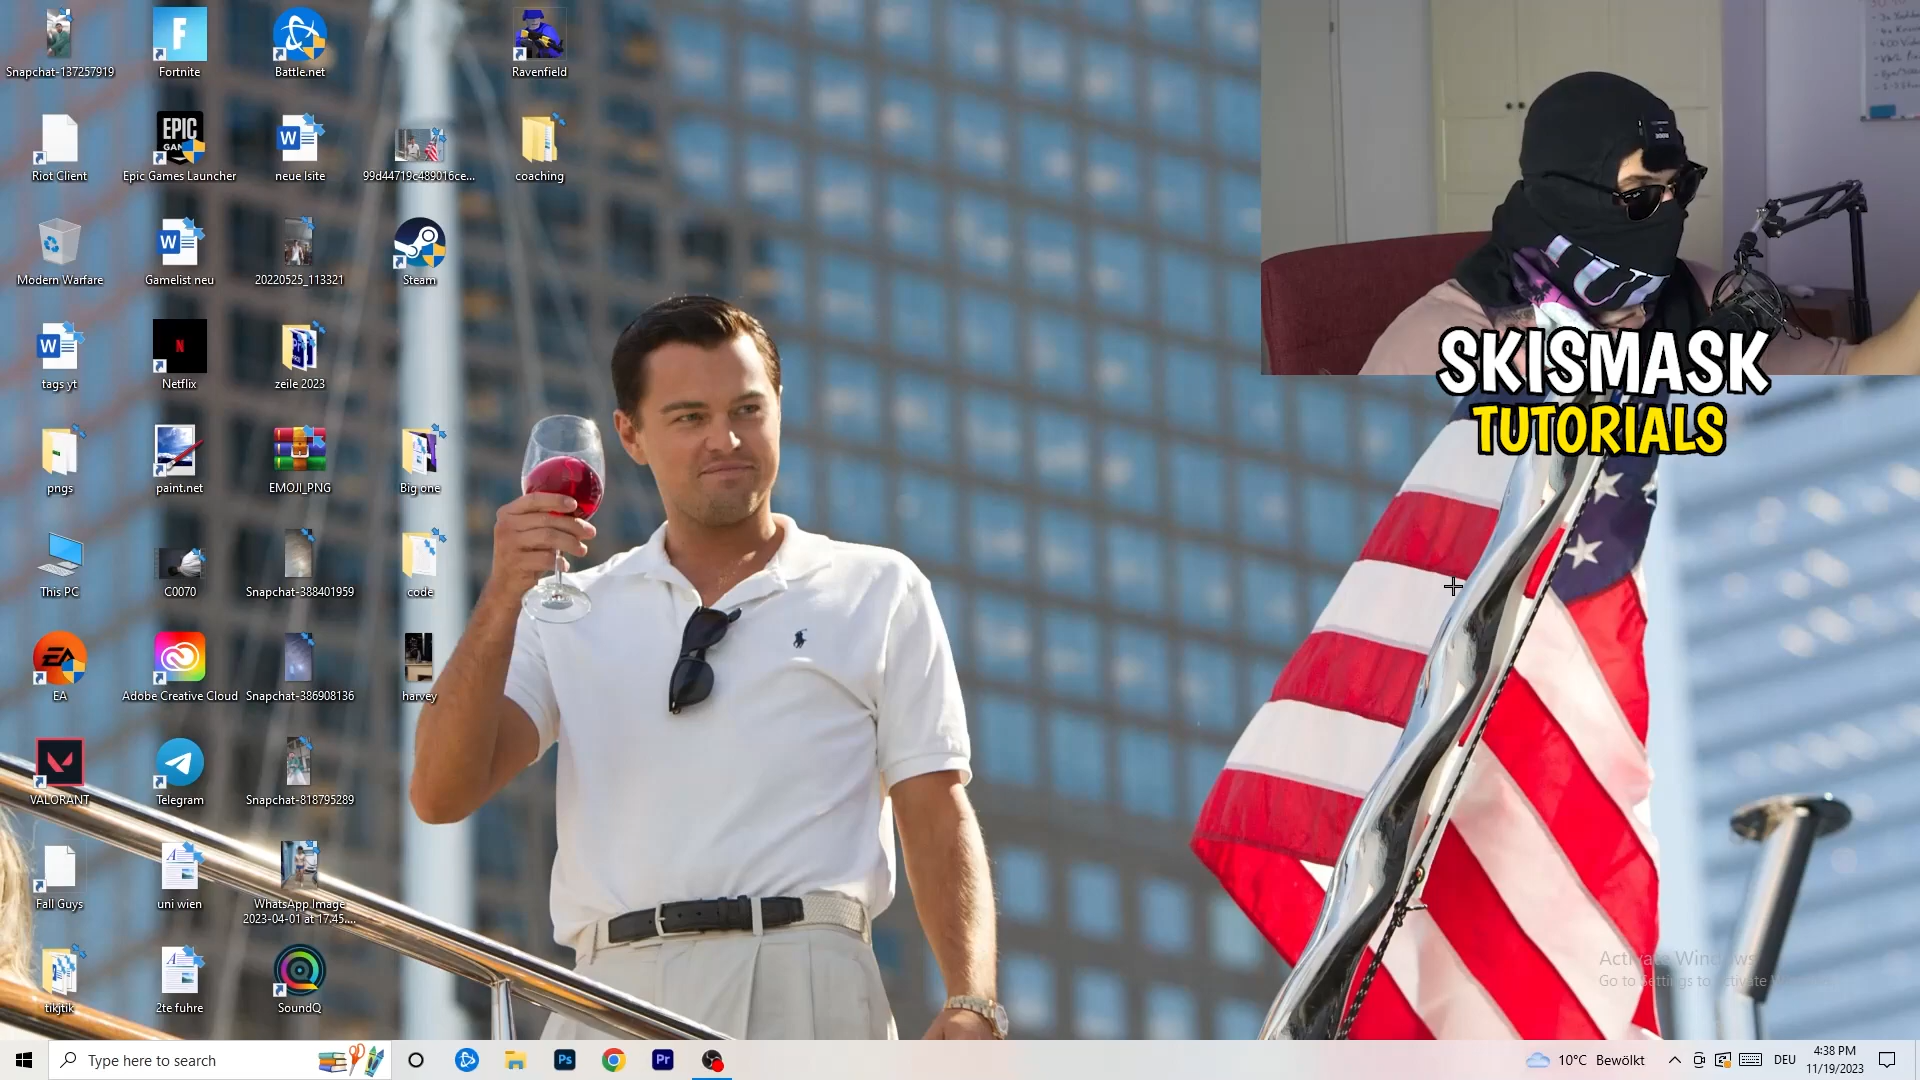 Snapchat-137257919
Fortnite
Battle.net
Ravenfield
EPIC
GAM
Riot Client
Epic Games Launcher
neue lsite
99d44719c489016ce...
coaching
Modern Warfare
Gamelist neu
20220525_113321
Steam
tags yt
Netflix
zeile 2023
pngs
paint.net
EMOJI_PNG
Big one
This PC
C0070
Snapchat-388401959
code
EA
Adobe Creative Cloud
Snapchat-386908136
harvey
VALORANT
Telegram
Snapchat-818795289
Fall Guys
uni wien
WhatsApp Image
2023-04-01 at 17.45....
tikjtik
2te fuhre
SoundQ
SKISMASK
TUTORIALS
Activate Windows
Go to Settings to activate W
Type here to search
Ps
Pr
10°C Bewölkt
DEU
4:38 PM
11/19/2023